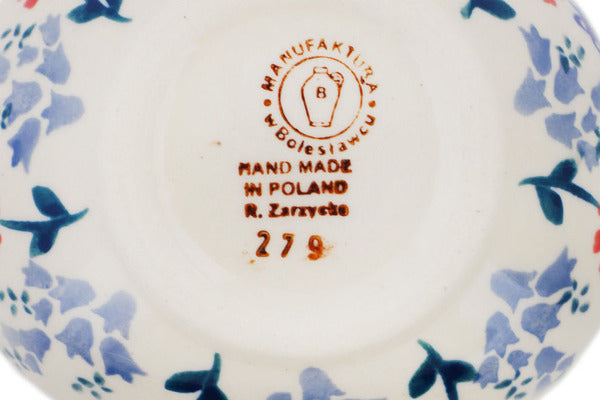 MANUFAKTURA
w Bolesławcu
B
HAND MADE
IN POLAND
R. Zarzycka
279